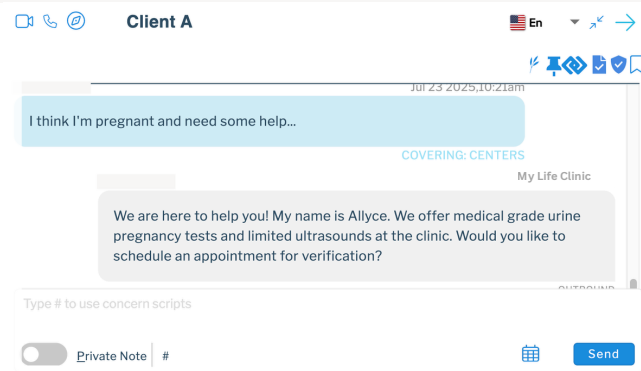 Client A
En
Jul 23 2025,10:21am
I think I'm pregnant and need some help...
COVERING: CENTERS
My Life Clinic
We are here to help you! My name is Allyce. We offer medical grade urine
pregnancy tests and limited ultrasounds at the clinic. Would you like to
schedule an appointment for verification?
OUTBOUND
Type # to use concern scripts
Private Note
#
Send